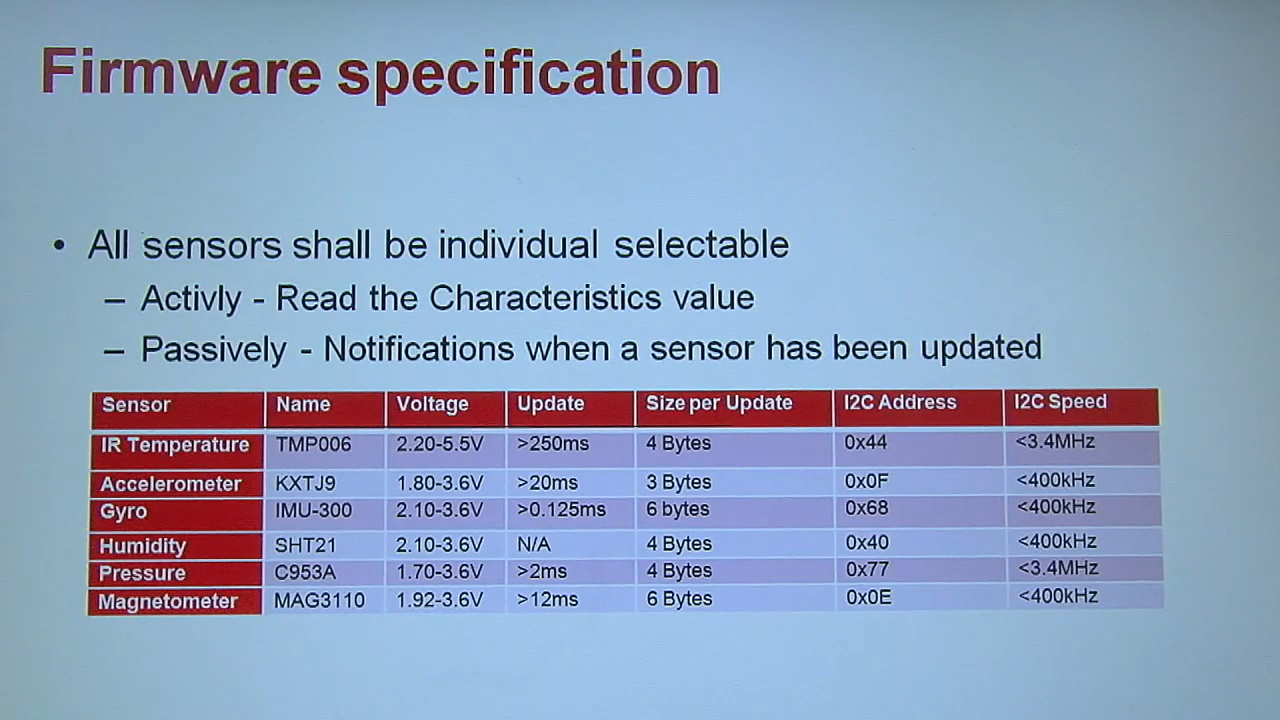 Firmware specification
• All sensors shall be individual selectable
– Activly - Read the Characteristics value
– Passively - Notifications when a sensor has been updated
Sensor Name Voltage Update Size per Update I2C Address I2C Speed
IR Temperature TMP006 2.20-5.5V >250ms 4 Bytes 0x44 <3.4MHz
Accelerometer KXTJ9 1.80-3.6V >20ms 3 Bytes 0x0F <400kHz
Gyro IMU-300 2.10-3.6V >0.125ms 6 bytes 0x68 <400kHz
Humidity SHT21 2.10-3.6V N/A 4 Bytes 0x40 <400kHz
Pressure C953A 1.70-3.6V >2ms 4 Bytes 0x77 <3.4MHz
Magnetometer MAG3110 1.92-3.6V >12ms 6 Bytes 0x0E <400kHz